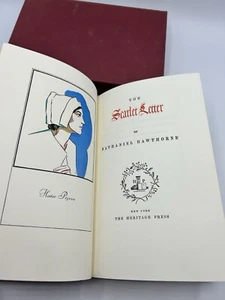 Hester Prynne
THE
Scarlet Letter
BY
NATHANIEL HAWTHORNE
NEW YORK
THE HERITAGE PRESS